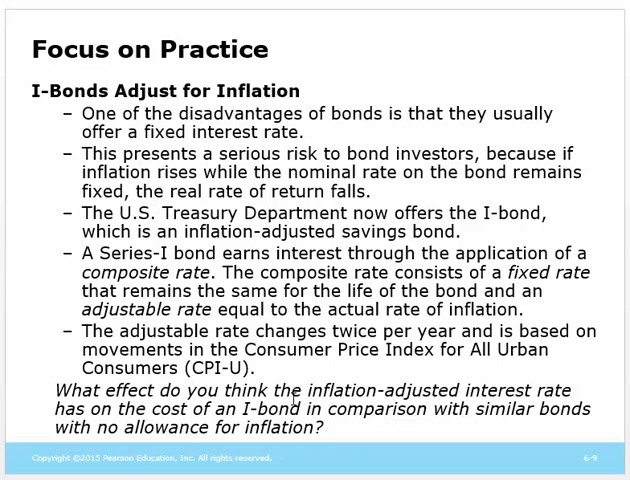 Focus on Practice
I-Bonds Adjust for Inflation
– One of the disadvantages of bonds is that they usually
offer a fixed interest rate.
– This presents a serious risk to bond investors, because if
inflation rises while the nominal rate on the bond remains
fixed, the real rate of return falls.
– The U.S. Treasury Department now offers the I-bond,
which is an inflation-adjusted savings bond.
– A Series-I bond earns interest through the application of a
composite rate. The composite rate consists of a fixed rate
that remains the same for the life of the bond and an
adjustable rate equal to the actual rate of inflation.
– The adjustable rate changes twice per year and is based on
movements in the Consumer Price Index for All Urban
Consumers (CPI-U).
What effect do you think the inflation-adjusted interest rate
has on the cost of an I-bond in comparison with similar bonds
with no allowance for inflation?
Copyright ©2015 Pearson Education, Inc. All rights reserved.
6-9